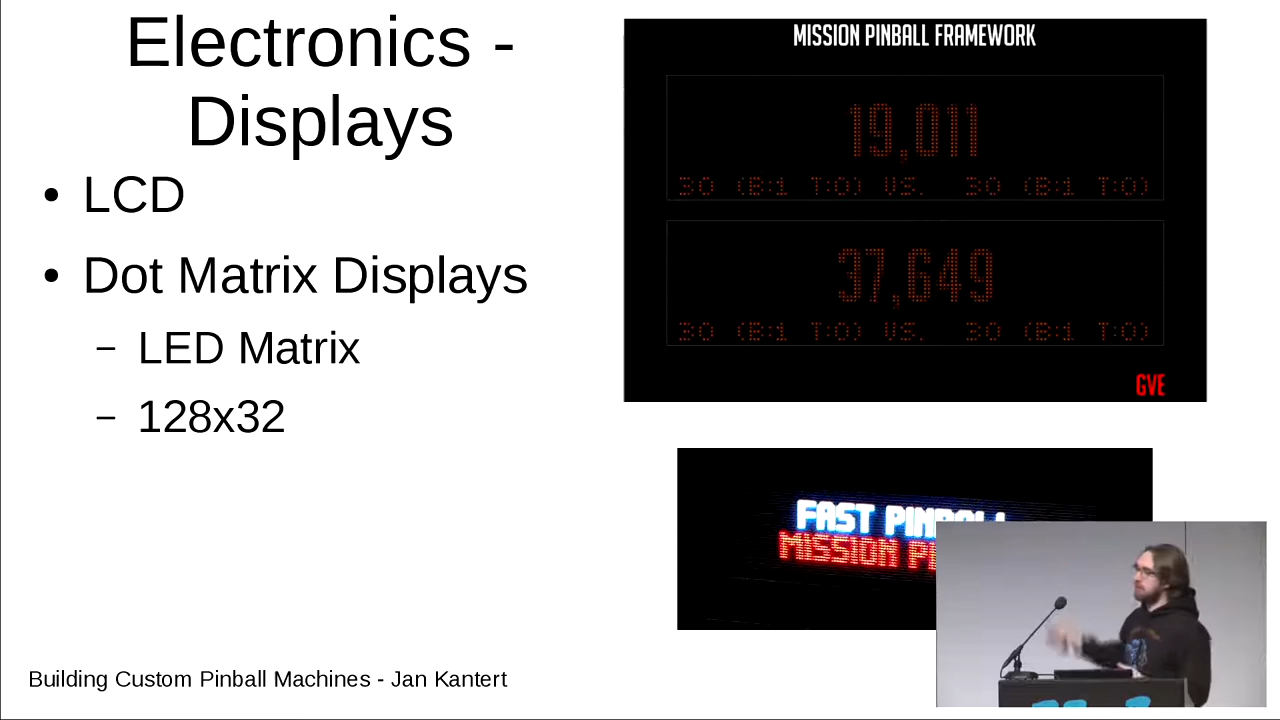 Electronics -
Displays
• LCD
• Dot Matrix Displays
– LED Matrix
– 128x32
MISSION PINBALL FRAMEWORK
19,011
30 (B:1 T:0) VS. 30 (B:1 T:0)
37,649
30 (B:1 T:0) VS. 30 (B:1 T:0)
GVE
FAST PINBALL
MISSION
Building Custom Pinball Machines - Jan Kantert